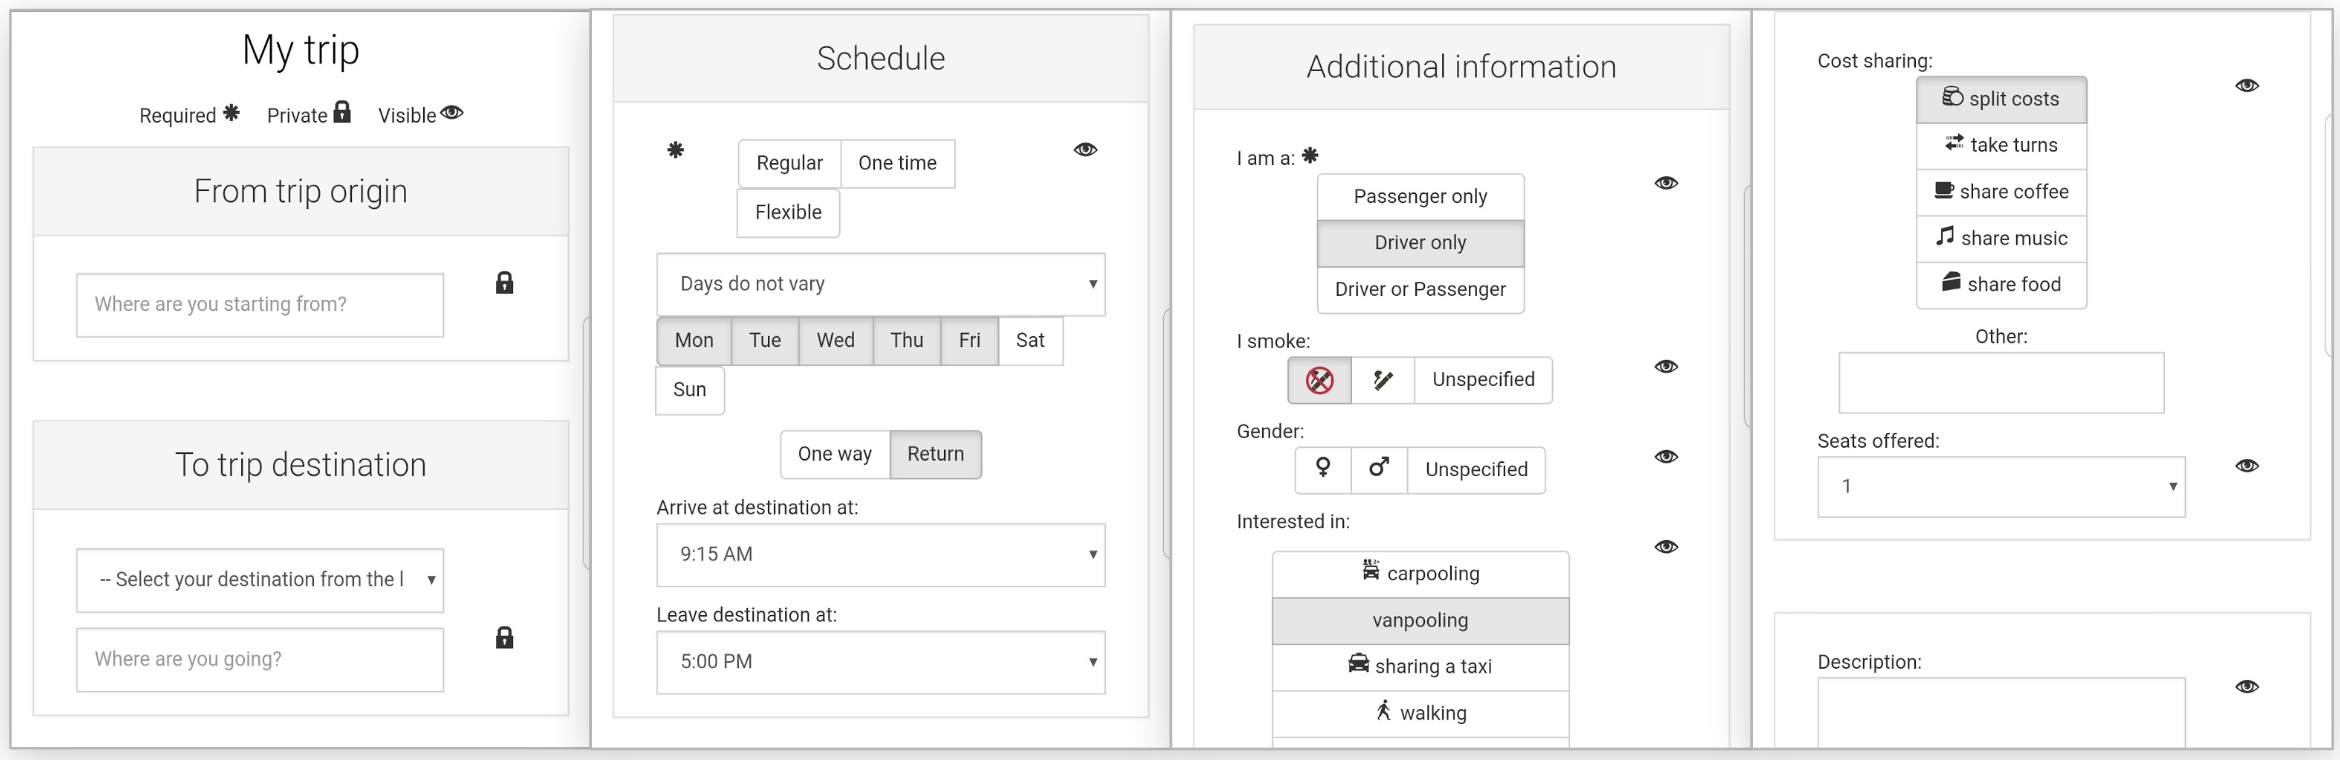 My trip
Required Private Visible
From trip origin
Where are you starting from?
To trip destination
-- Select your destination from the l
Where are you going?
Schedule
Regular One time
Flexible
Days do not vary
Mon Tue Wed Thu Fri Sat
Sun
One way Return
Arrive at destination at:
9:15 AM
Leave destination at:
5:00 PM
Additional information
I am a:
Passenger only
Driver only
Driver or Passenger
I smoke:
Unspecified
Gender:
♀ ♂ Unspecified
Interested in:
carpooling
vanpooling
sharing a taxi
walking
Cost sharing:
split costs
take turns
share coffee
share music
share food
Other:
Seats offered:
1
Description: